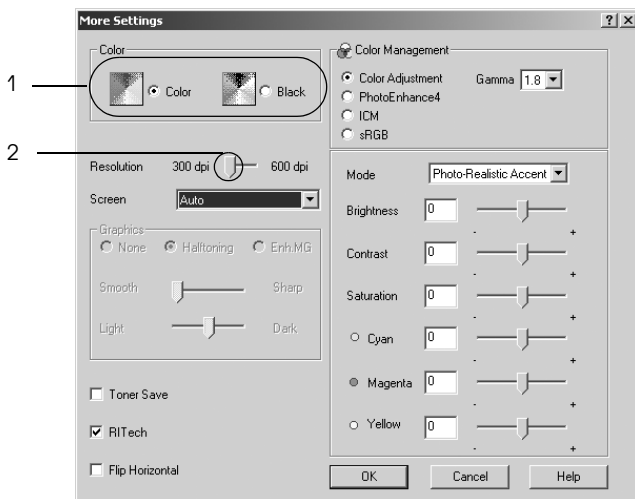 More Settings
Color
1
Color
Black
2
Resolution 300 dpi 600 dpi
Screen Auto
Graphics
None Halftoning Enh.MG
Smooth Sharp
Light Dark
Toner Save
RITech
Flip Horizontal
Color Management
Color Adjustment Gamma 1.8
PhotoEnhance4
ICM
sRGB
Mode Photo-Realistic Accent
Brightness 0
- +
Contrast 0
- +
Saturation 0
- +
Cyan 0
- +
Magenta 0
- +
Yellow 0
- +
OK Cancel Help